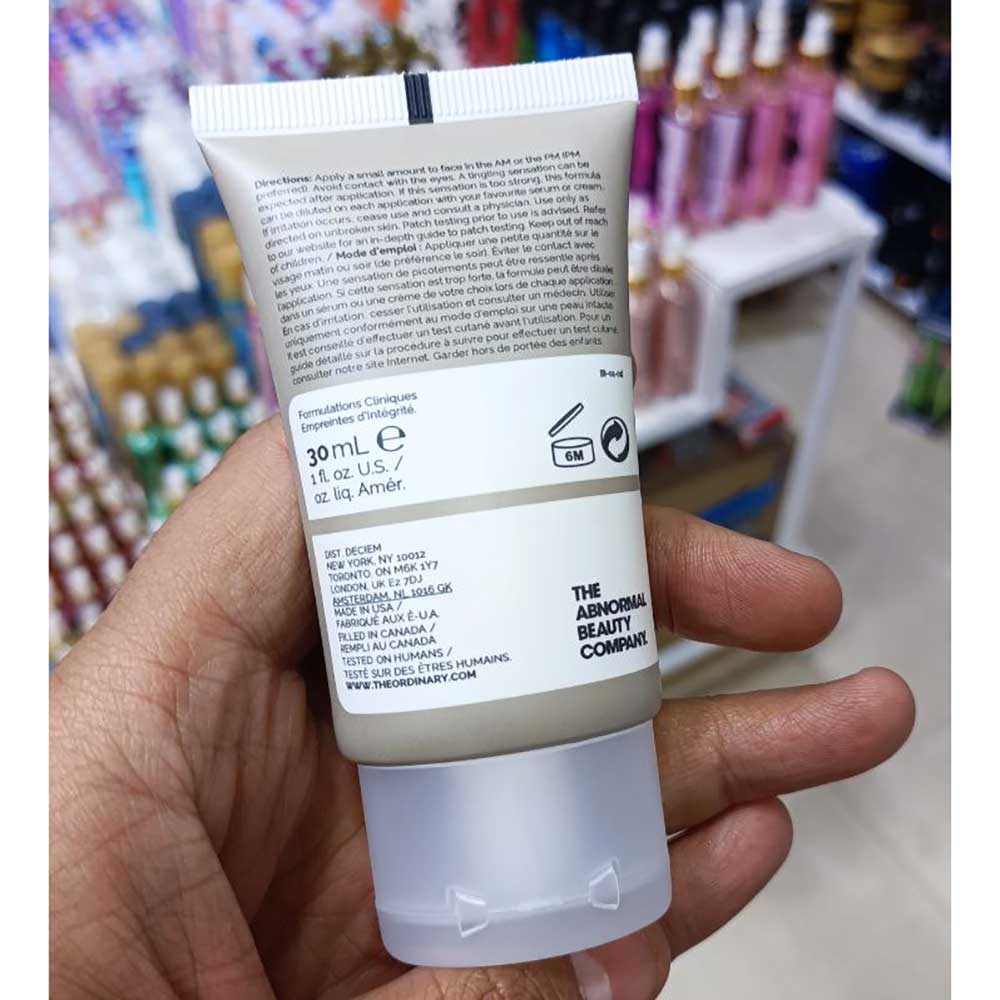 Directions: Apply a small amount to face in the AM or the PM (PM
preferred). Avoid contact with the eyes. A tingling sensation can be
expected after application. If this sensation is too strong, this formula
can be diluted on each application with your favourite serum or cream.
If irritation occurs, cease use and consult a physician. Use only as
directed on unbroken skin. Patch testing prior to use is advised. Refer
to our website for an in-depth guide to patch testing. Keep out of reach
of children. / Mode d'emploi : Appliquer une petite quantité sur le
visage matin ou soir (de préférence le soir). Éviter le contact avec
les yeux. Une sensation de picotements peut être ressentie après
l'application. Si cette sensation est trop forte, la formule peut être diluée
dans un sérum ou une crème de votre choix lors de chaque application.
En cas d'irritation, cesser l'utilisation et consulter un médecin. Utiliser
uniquement conformément au mode d'emploi sur une peau intacte.
Il est conseillé d'effectuer un test cutané avant l'utilisation. Pour un
guide détaillé sur la procédure à suivre pour effectuer un test cutané,
consulter notre site Internet. Garder hors de portée des enfants.
Formulations Cliniques
Empreintes d'Intégrité.
30 mL e
1 fl. oz. U.S. /
oz. liq. Amér.
6M
DIST. DECIEM
NEW YORK, NY 10012
TORONTO, ON M6K 1Y7
LONDON, UK E2 7DJ
AMSTERDAM, NL 1016 GK
MADE IN USA /
FABRIQUÉ AUX É-U.A.
FILLED IN CANADA /
REMPLI AU CANADA
TESTED ON HUMANS /
TESTÉ SUR DES ÊTRES HUMAINS.
WWW.THEORDINARY.COM
THE
ABNORMAL
BEAUTY
COMPANY.